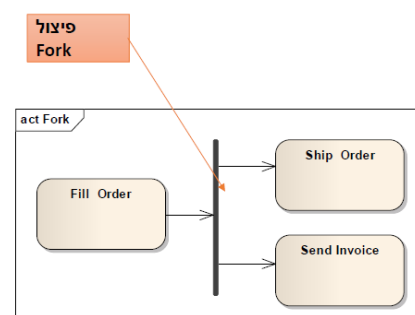 פיצול
Fork
act Fork
Fill Order
Ship Order
Send Invoice